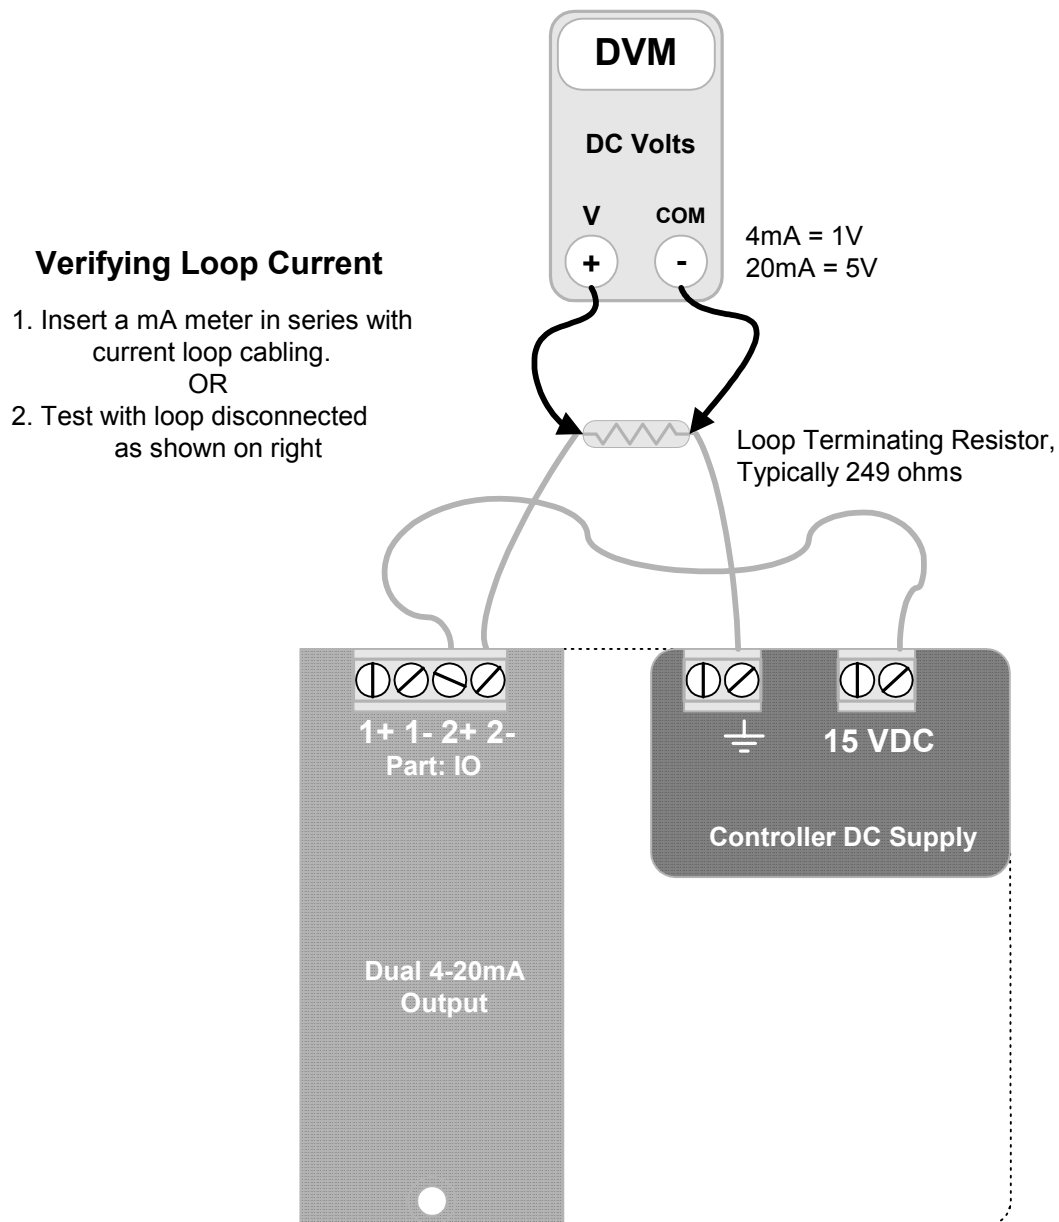 DVM
DC Volts
V COM
+ -
4mA = 1V
20mA = 5V
Verifying Loop Current
1. Insert a mA meter in series with
current loop cabling.
OR
2. Test with loop disconnected
as shown on right
Loop Terminating Resistor,
Typically 249 ohms
1+ 1- 2+ 2-
Part: IO
15 VDC
Controller DC Supply
Dual 4-20mA
Output